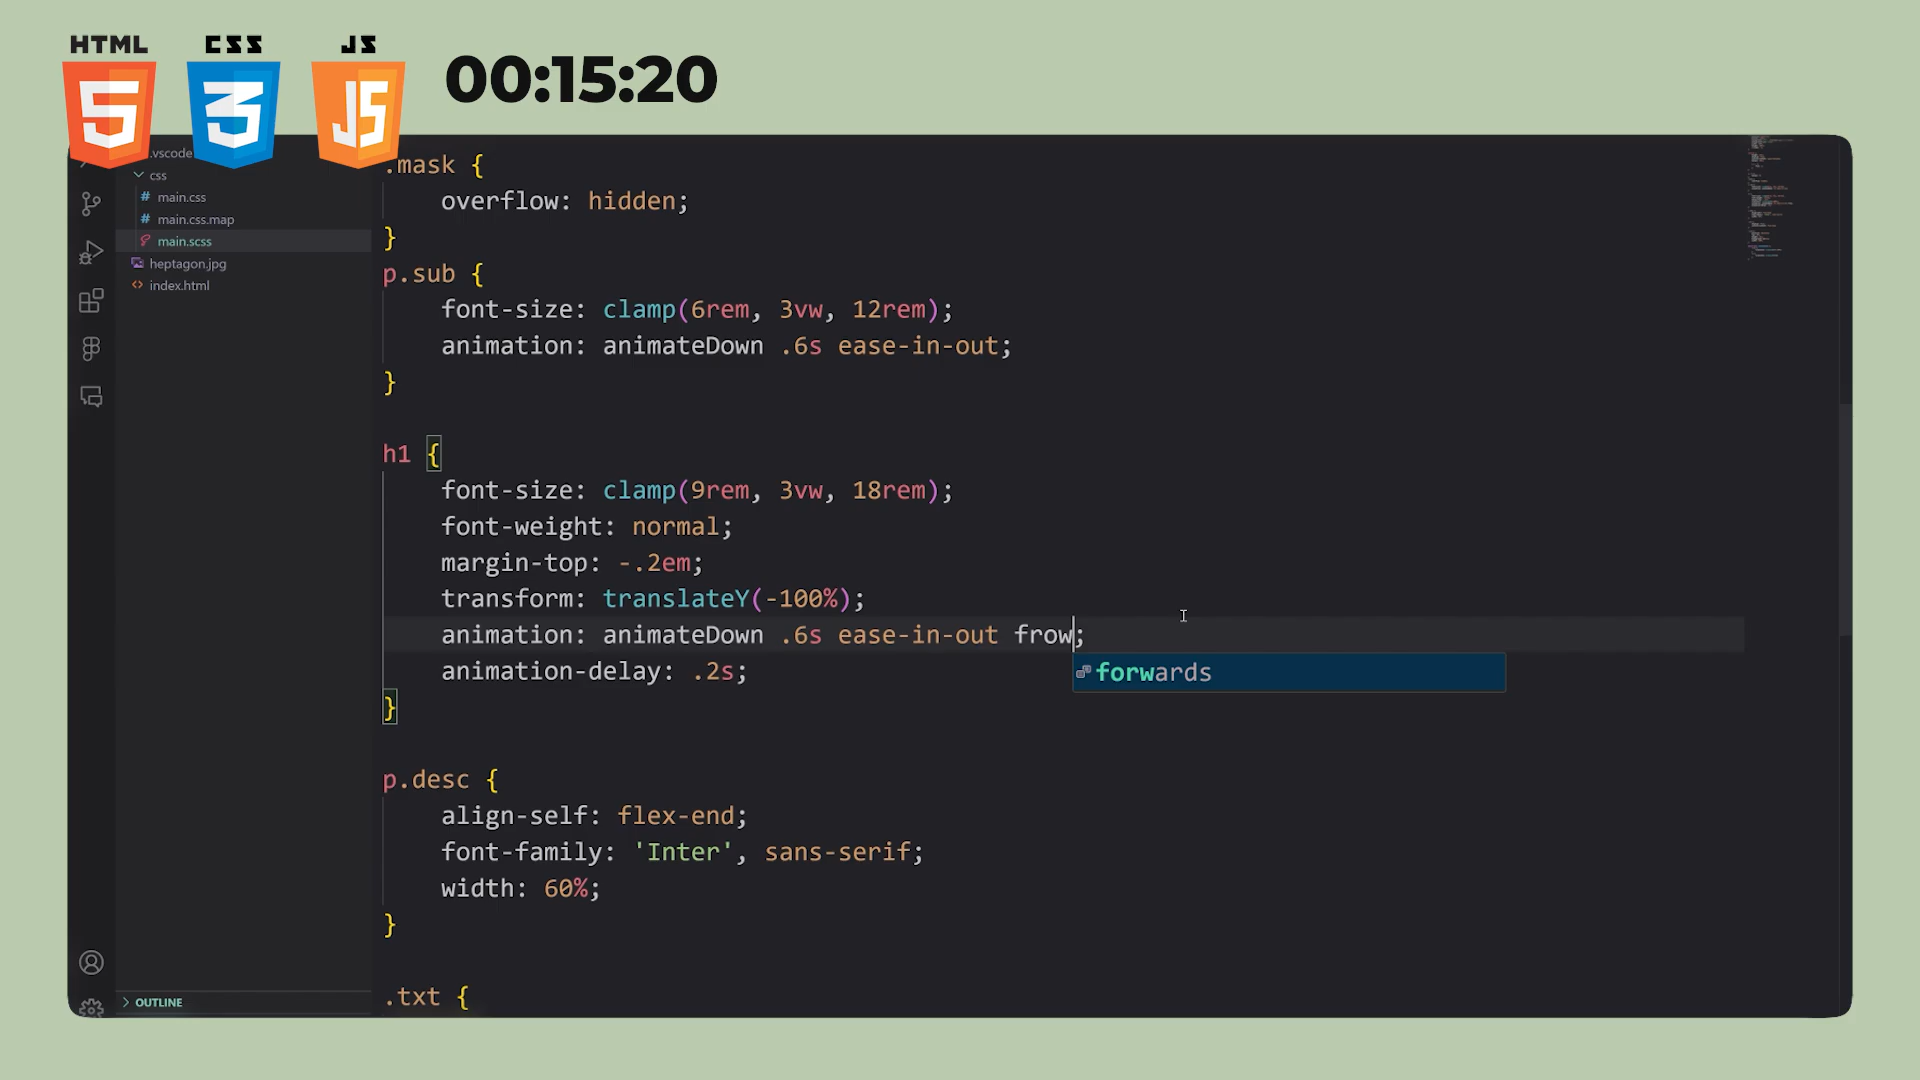 HTML CSS JS
5 3 JS
00:15:20
.vscode
css
# main.css
# main.css.map
main.scss
heptagon.jpg
<> index.html
OUTLINE
.mask {
overflow: hidden;
}
p.sub {
font-size: clamp(6rem, 3vw, 12rem);
animation: animateDown .6s ease-in-out;
}
h1 {
font-size: clamp(9rem, 3vw, 18rem);
font-weight: normal;
margin-top: -.2em;
transform: translateY(-100%);
animation: animateDown .6s ease-in-out frow;
forwards
animation-delay: .2s;
}
p.desc {
align-self: flex-end;
font-family: 'Inter', sans-serif;
width: 60%;
}
.txt {